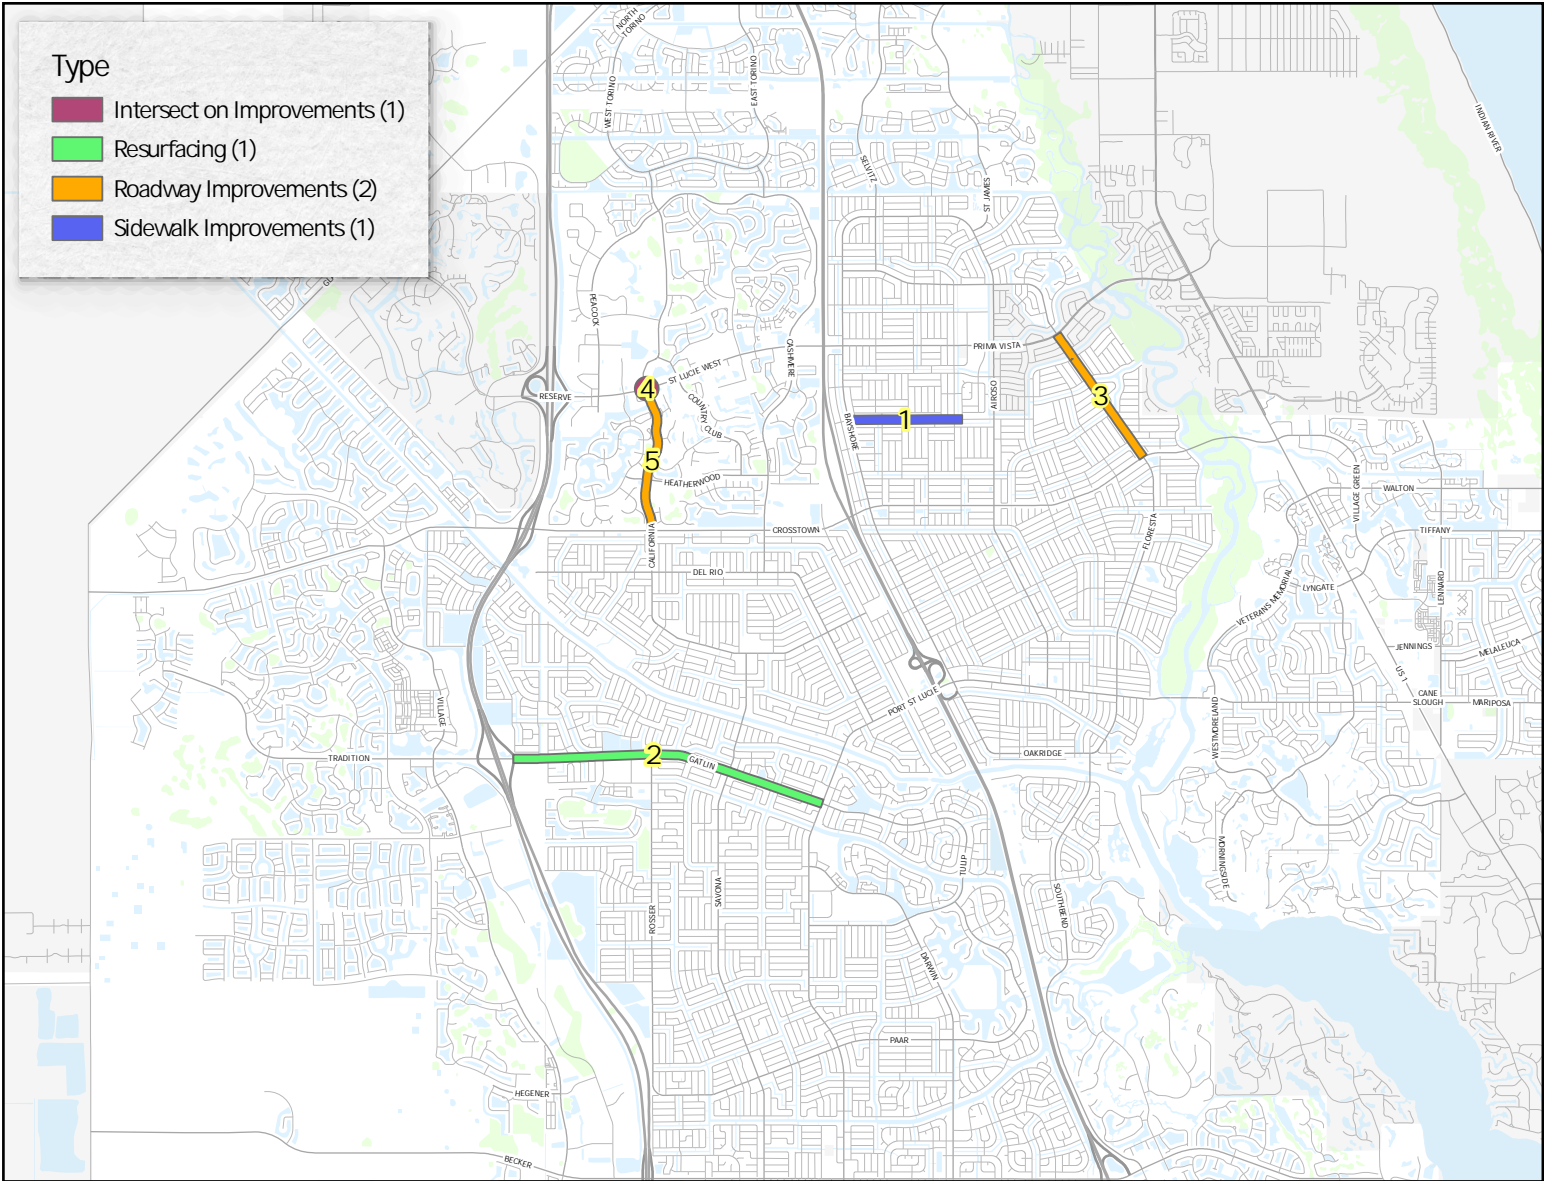 Type
Intersect on Improvements (1)
Resurfacing (1)
Roadway Improvements (2)
Sidewalk Improvements (1)
NORTH
TORINO
WEST TORINO
EAST TORINO
SELVITZ
ST JAMES
INDIAN RIVER
PEACOCK
CASHMERE
ST LUCIE WEST
PRIMA VISTA
RESERVE
4
COUNTRY CLUB
BAYSHORE
1
AIROSO
3
5
HEATHERWOOD
CALIFORNIA
CROSSTOWN
FLORESTA
VILLAGE GREEN
WALTON
TIFFANY
DEL RIO
VETERANS MEMORIAL
LYNGATE
LENNARD
JENNINGS
MELALEUCA
US 1
CANE
SLOUGH
MARIPOSA
PORT ST LUCIE
WESTMORELAND
VILLAGE
TRADITION
2
GATLIN
OAKRIDGE
MORNINGSIDE
TULIP
SAVONA
ROSSER
SOUTHBEND
DARWIN
PAAR
HEGENER
BECKER